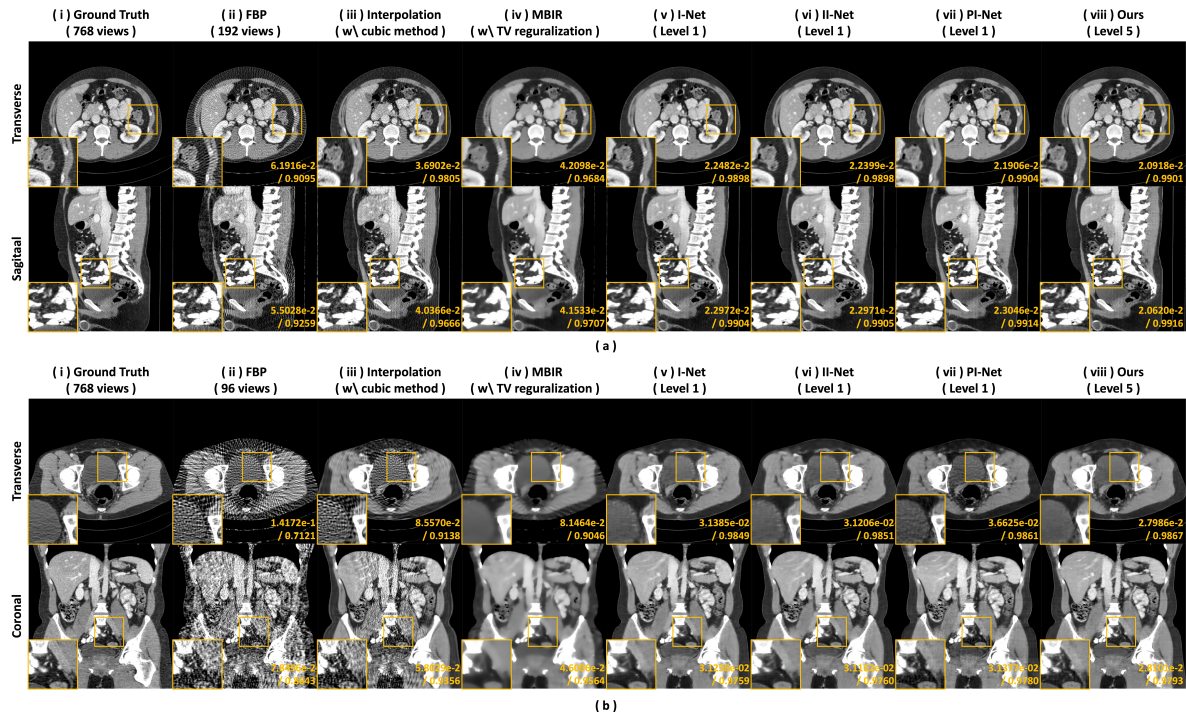 ( i ) Ground Truth
( 768 views )
( ii ) FBP
( 192 views )
( iii ) Interpolation
( w\ cubic method )
( iv ) MBIR
( w\ TV reguralization )
( v ) I-Net
( Level 1 )
( vi ) II-Net
( Level 1 )
( vii ) PI-Net
( Level 1 )
( viii ) Ours
( Level 5 )
Transverse
6.1916e-2
/ 0.9095
3.6902e-2
/ 0.9805
4.2098e-2
/ 0.9684
2.2482e-2
/ 0.9898
2.2399e-2
/ 0.9898
2.1906e-2
/ 0.9904
2.0918e-2
/ 0.9901
Sagitaal
5.5028e-2
/ 0.9259
4.0366e-2
/ 0.9666
4.1533e-2
/ 0.9707
2.2972e-2
/ 0.9904
2.2971e-2
/ 0.9905
2.3046e-2
/ 0.9914
2.0620e-2
/ 0.9916
( a )
( i ) Ground Truth
( 768 views )
( ii ) FBP
( 96 views )
( iii ) Interpolation
( w\ cubic method )
( iv ) MBIR
( w\ TV reguralization )
( v ) I-Net
( Level 1 )
( vi ) II-Net
( Level 1 )
( vii ) PI-Net
( Level 1 )
( viii ) Ours
( Level 5 )
Transverse
1.4172e-1
/ 0.7121
8.5570e-2
/ 0.9138
8.1464e-2
/ 0.9046
3.1385e-02
/ 0.9849
3.1206e-02
/ 0.9851
3.6625e-02
/ 0.9861
2.7986e-2
/ 0.9867
Coronal
/ 0.9759
/ 0.9760
/ 0.9780
/ 0.9793
( b )